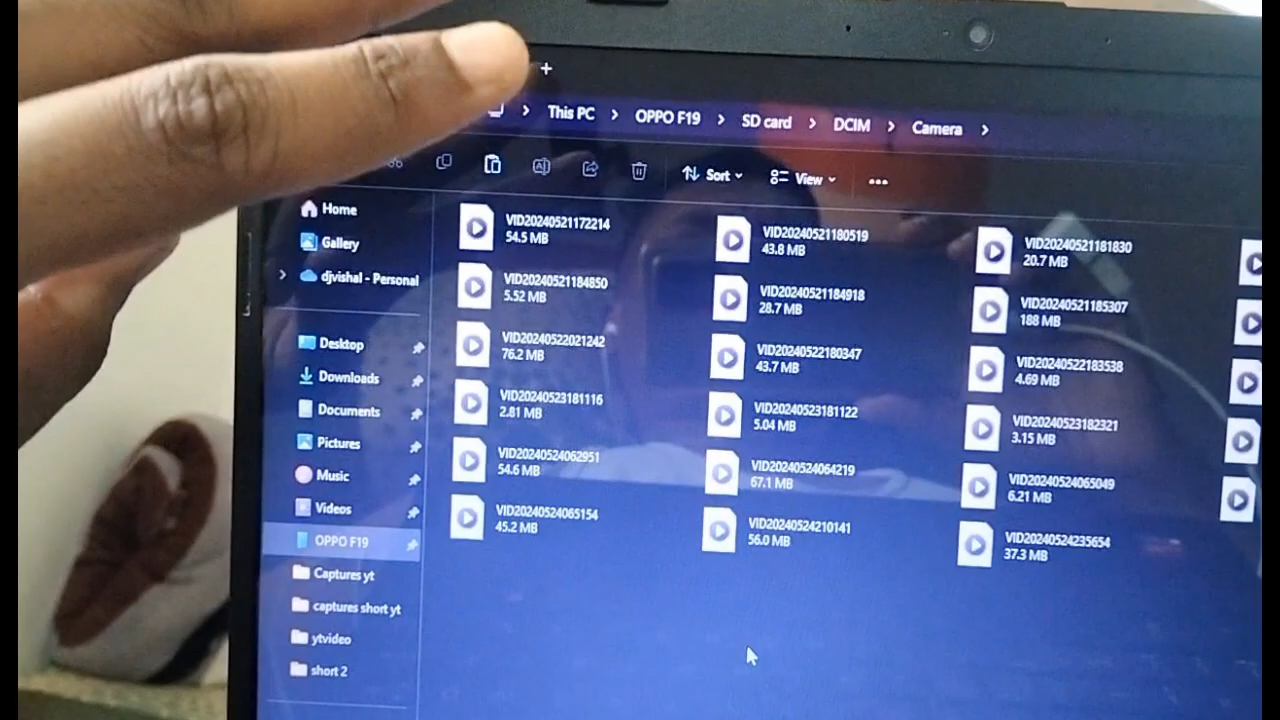 This PC > OPPO F19 > SD card > DCIM > Camera >
Sort View ...
Home
Gallery
djvishal - Personal
Desktop
Downloads
Documents
Pictures
Music
Videos
OPPO F19
Captures yt
captures short yt
ytvideo
short 2
VID20240521172214
54.5 MB
VID20240521180519
43.8 MB
VID20240521181830
20.7 MB
VID20240521184850
5.52 MB
VID20240521184918
28.7 MB
VID20240521185307
188 MB
VID20240522021242
76.2 MB
VID20240522180347
43.7 MB
VID20240522183538
4.69 MB
VID20240523181116
2.81 MB
VID20240523181122
5.04 MB
VID20240523182321
3.15 MB
VID20240524062951
54.6 MB
VID20240524064219
67.1 MB
VID20240524065049
6.21 MB
VID20240524065154
45.2 MB
VID20240524210141
56.0 MB
VID20240524235654
37.3 MB